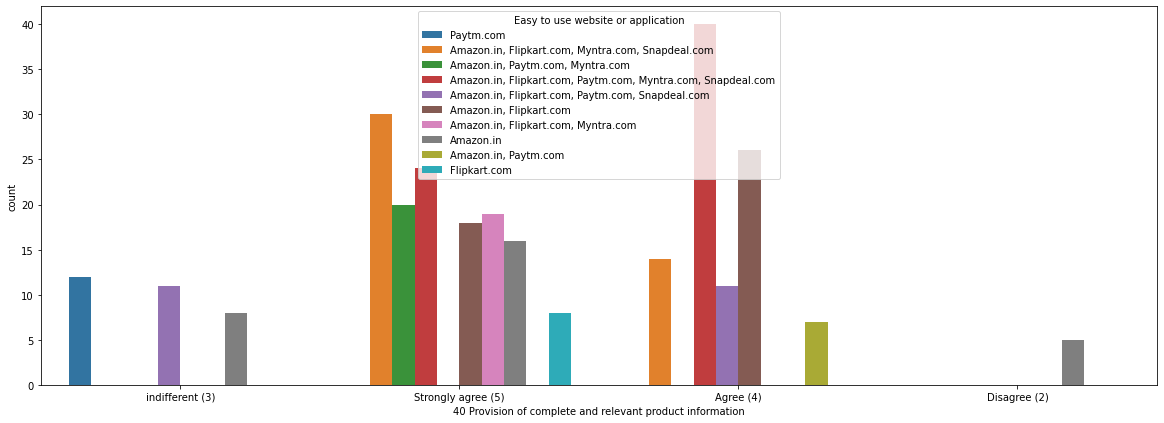 Easy to use website or application
Paytm.com
Amazon.in, Flipkart.com, Myntra.com, Snapdeal.com
Amazon.in, Paytm.com, Myntra.com
Amazon.in, Flipkart.com, Paytm.com, Myntra.com, Snapdeal.com
Amazon.in, Flipkart.com, Paytm.com, Snapdeal.com
Amazon.in, Flipkart.com
Amazon.in, Flipkart.com, Myntra.com
Amazon.in
Amazon.in, Paytm.com
Flipkart.com
40
35
30
25
20
15
10
5
0
count
indifferent (3)
Strongly agree (5)
Agree (4)
Disagree (2)
40 Provision of complete and relevant product information